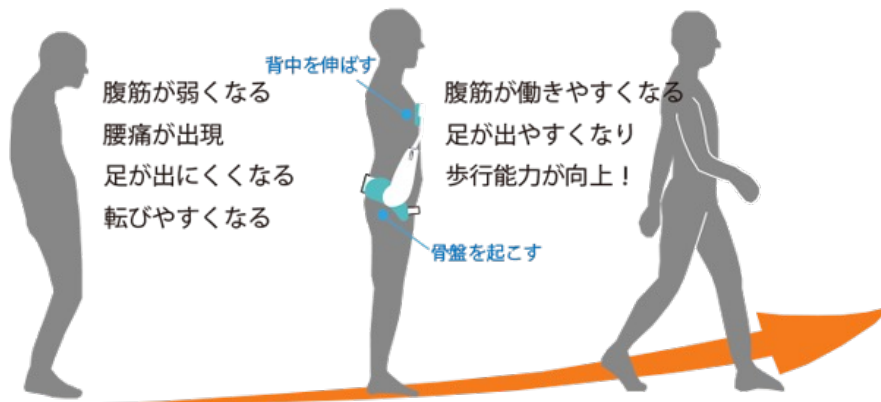 腹筋が弱くなる
腰痛が出現
足が出にくくなる
転びやすくなる
背中を伸ばす
骨盤を起こす
腹筋が働きやすくなる
足が出やすくなり
歩行能力が向上！